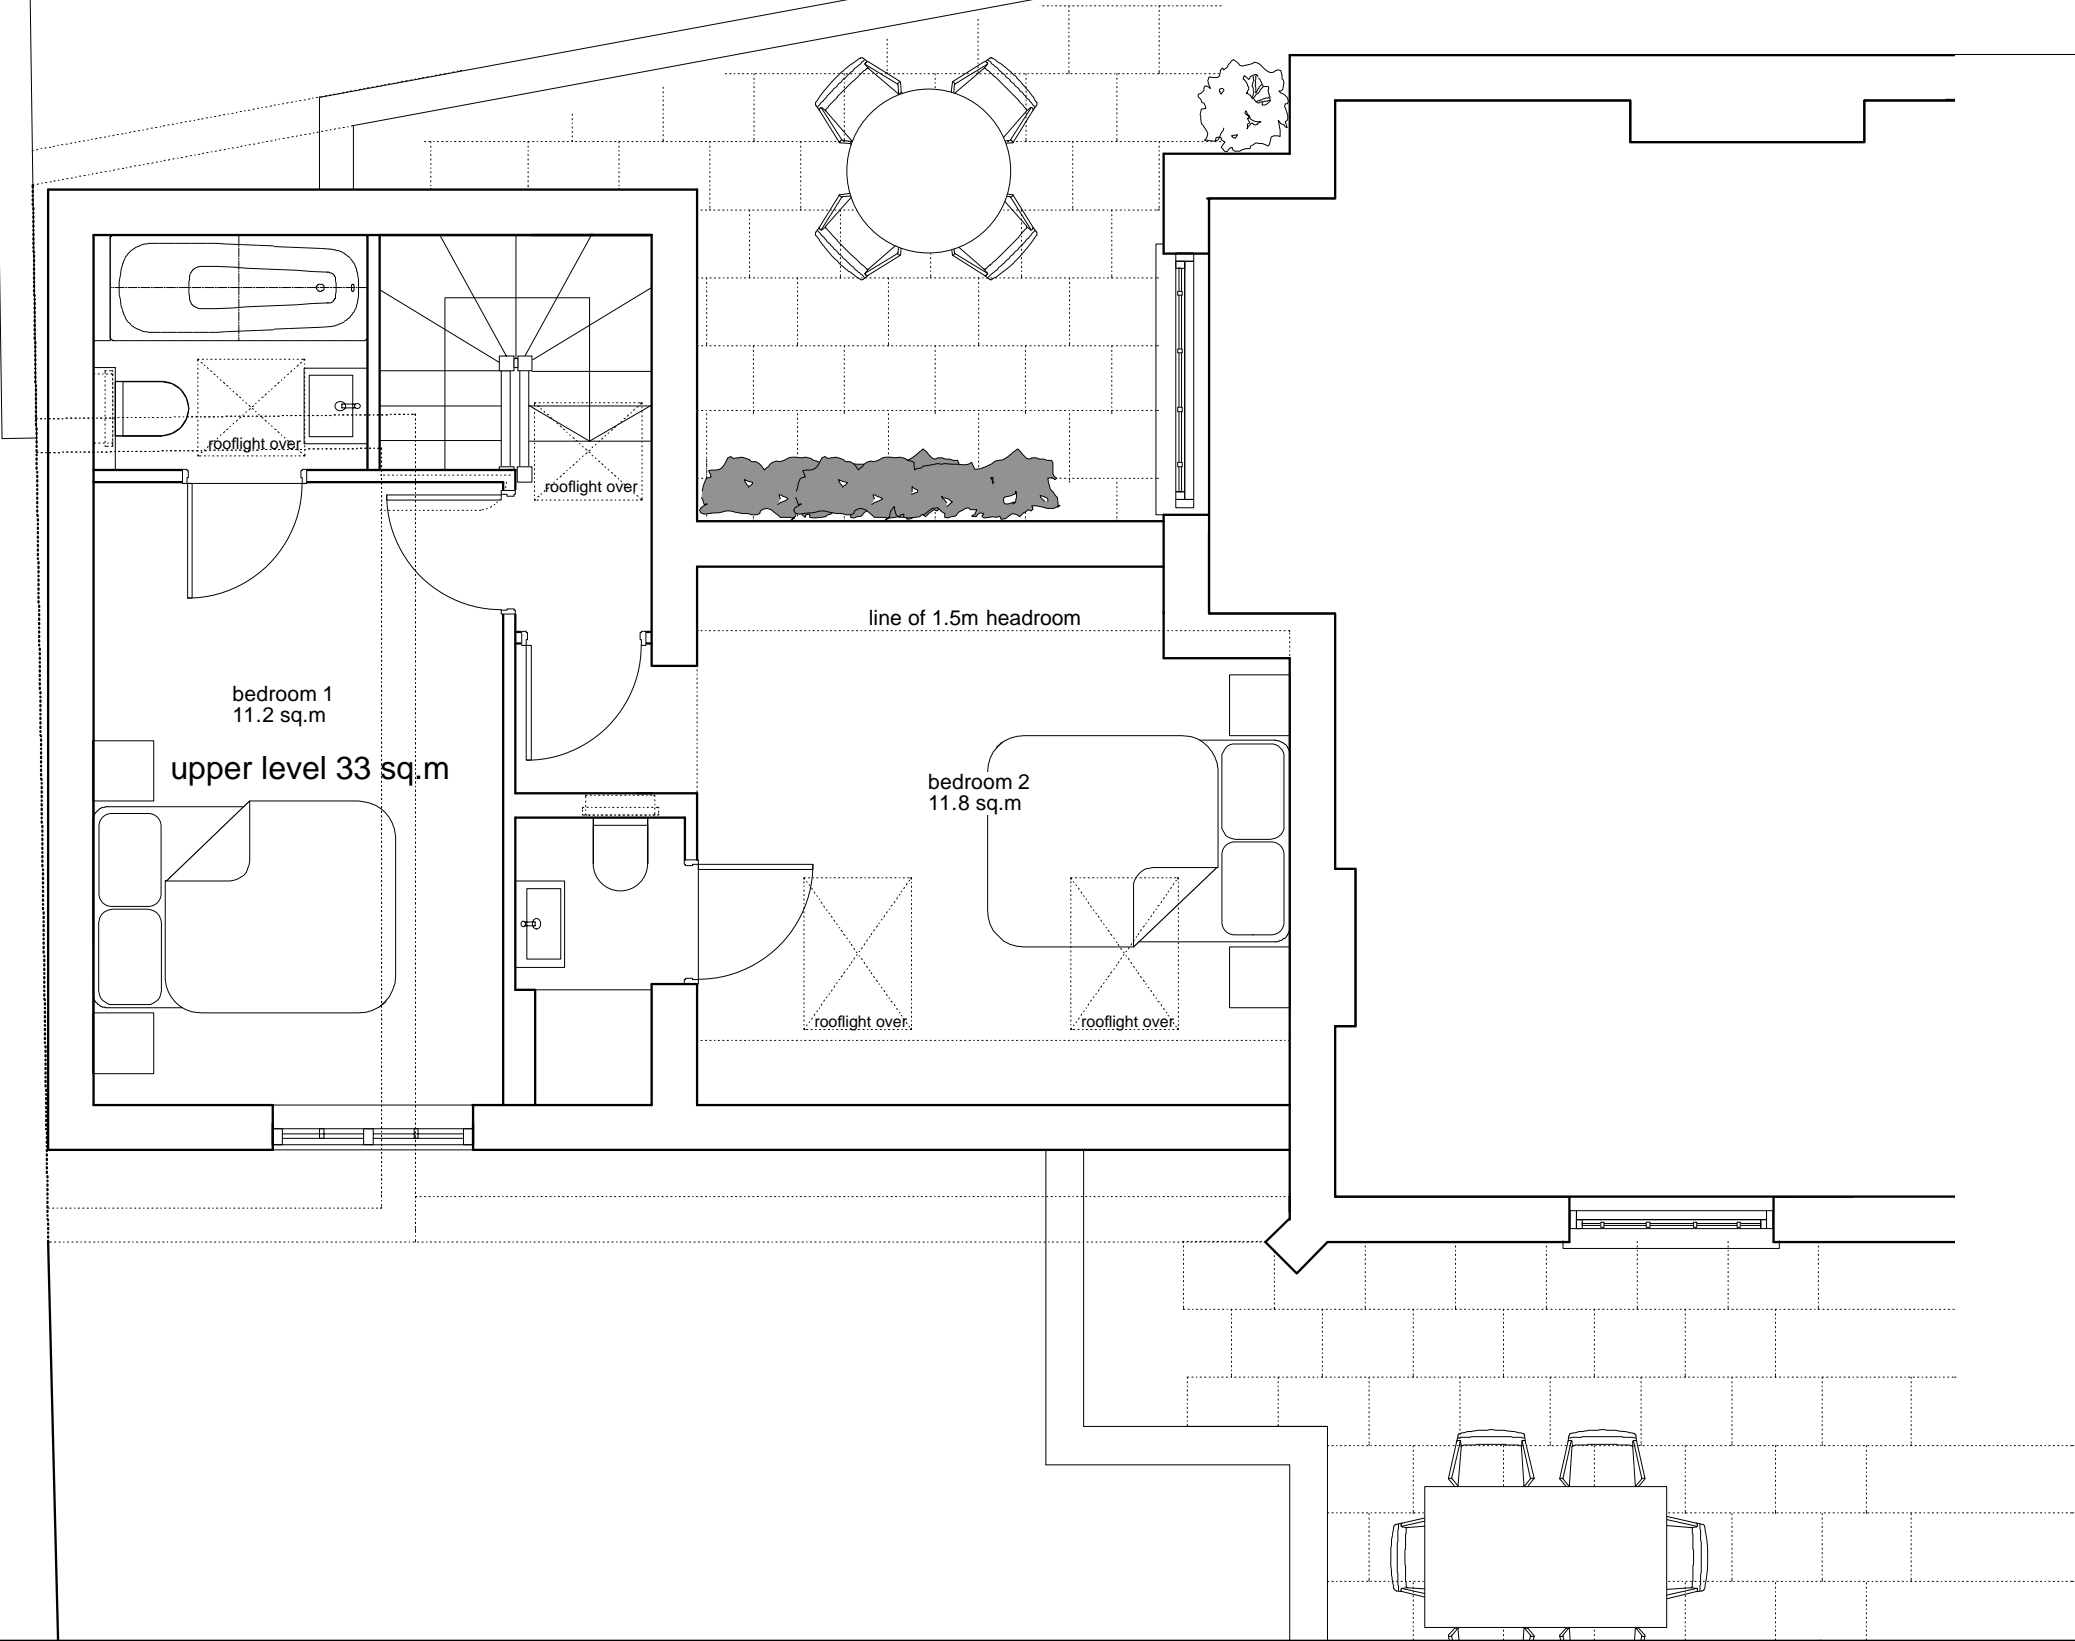 rooflight over
rooflight over
line of 1.5m headroom
bedroom 1
11.2 sq.m
upper level 33 sq.m
bedroom 2
11.8 sq.m
rooflight over
rooflight over